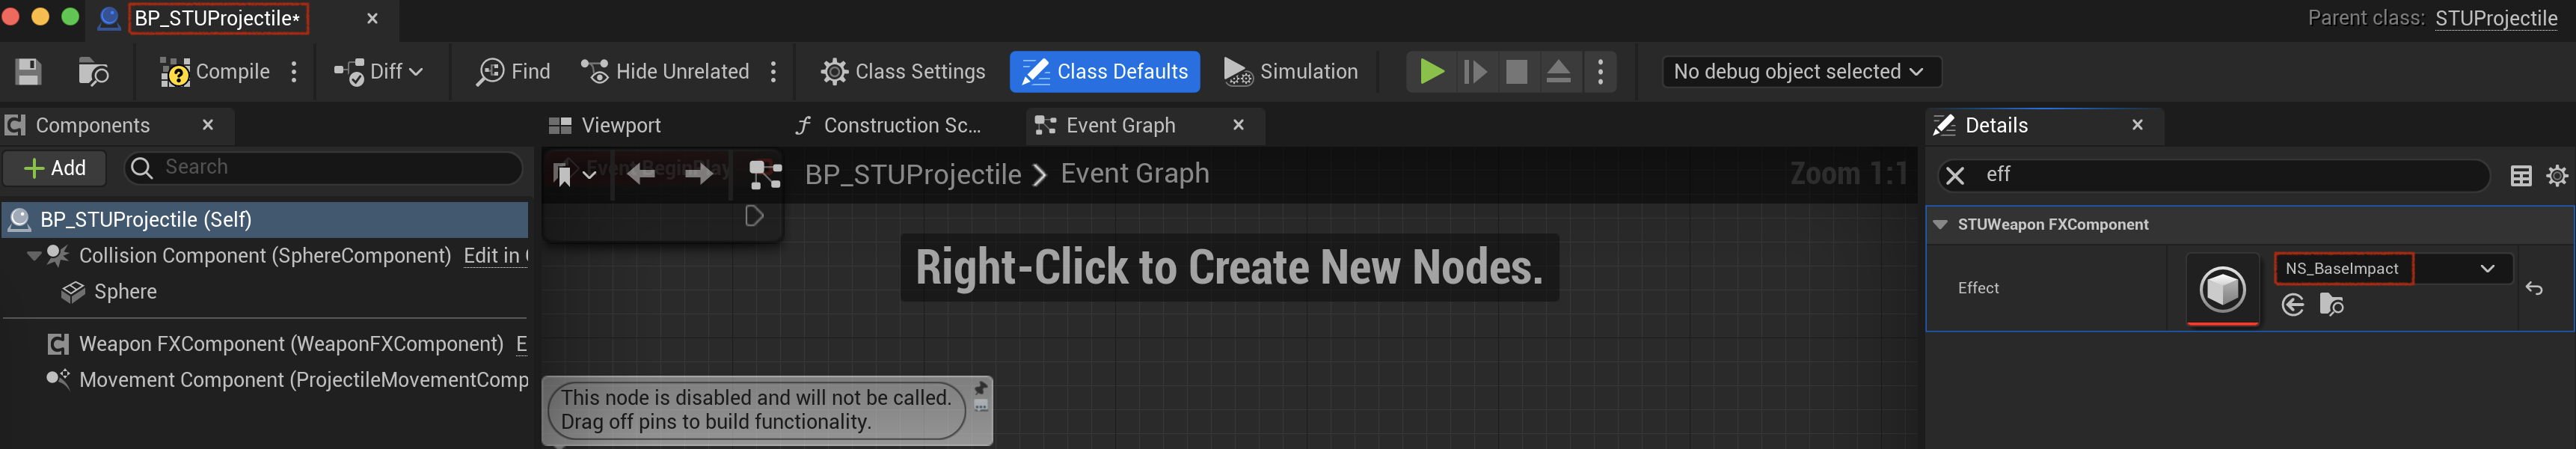 BP_STUProjectile*
Parent class: STUProjectile
Compile
Diff
Find
Hide Unrelated
Class Settings
Class Defaults
Simulation
No debug object selected
Components
Viewport
Construction Sc...
Event Graph
Details
Add
Search
Event BeginPlay
BP_STUProjectile > Event Graph
Zoom 1:1
eff
BP_STUProjectile (Self)
STUWeapon FXComponent
Collision Component (SphereComponent) Edit in
Sphere
Right-Click to Create New Nodes.
NS_BaseImpact
Effect
Weapon FXComponent (WeaponFXComponent) E
Movement Component (ProjectileMovementComp
This node is disabled and will not be called.
Drag off pins to build functionality.